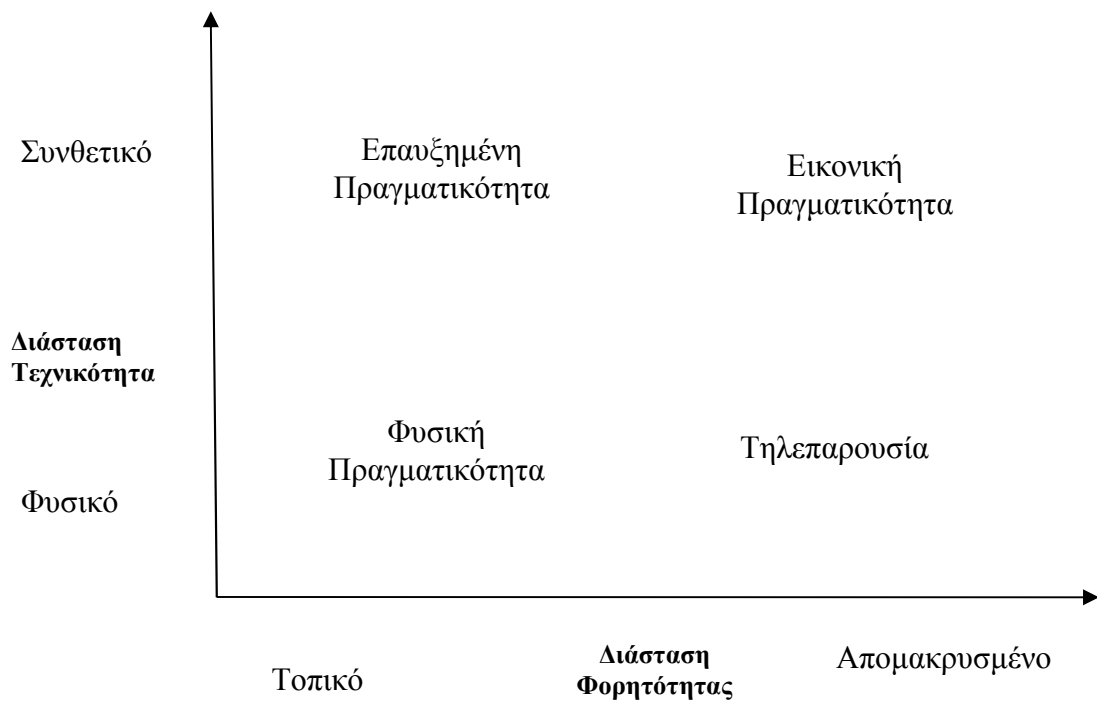 Συνθετικό
Επαυξημένη
Πραγματικότητα
Εικονική
Πραγματικότητα
Διάσταση
Τεχνικότητα
Φυσική
Πραγματικότητα
Τηλεπαρουσία
Φυσικό
Τοπικό
Διάσταση
Φορητότητας
Απομακρυσμένο